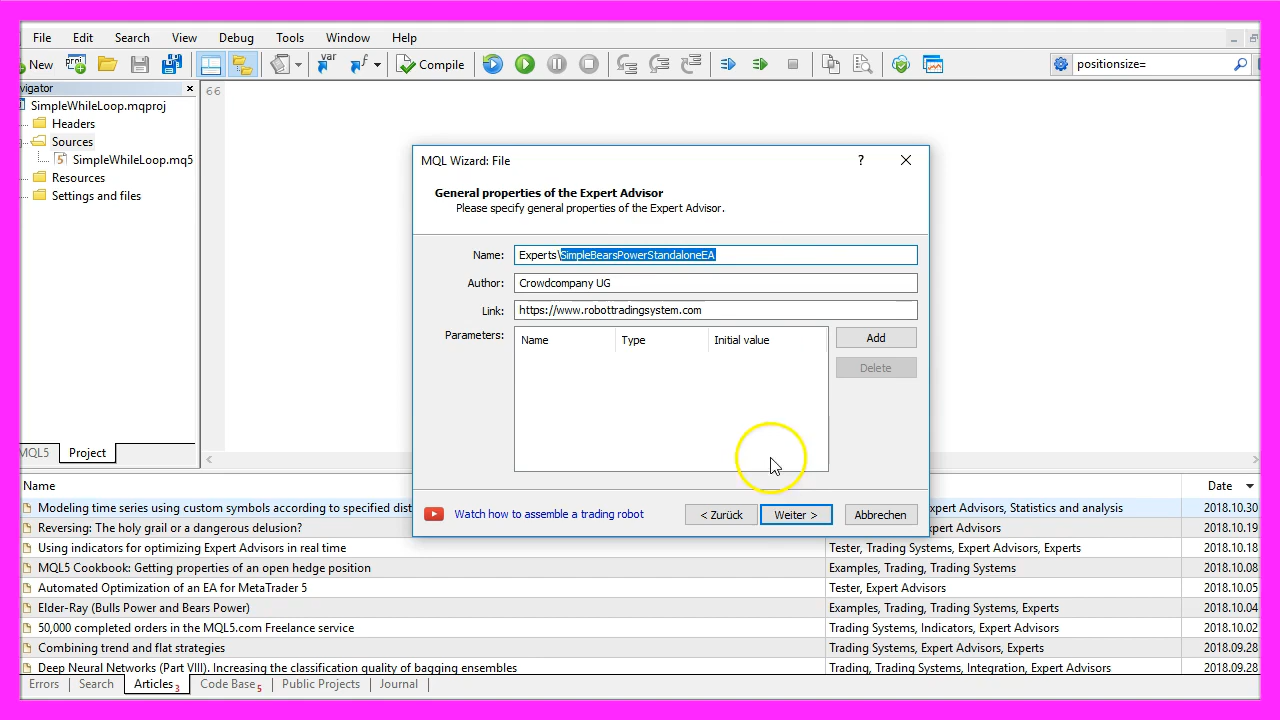 File Edit Search View Debug Tools Window Help
New Compile positionsize=
vigator
66
SimpleWhileLoop.mqproj
Headers
Sources
5 SimpleWhileLoop.mq5
Resources
Settings and files
MQL5 Project
MQL Wizard: File ?
General properties of the Expert Advisor
Please specify general properties of the Expert Advisor.
Name: Experts\SimpleBearsPowerStandaloneEA
Author: Crowdcompany UG
Link: https://www.robottradingsystem.com
Parameters: Name Type Initial value
Add
Delete
Watch how to assemble a trading robot < Zurück Weiter > Abbrechen
Name Date
Modeling time series using custom symbols according to specified dist xpert Advisors, Statistics and analysis 2018.10.30
Reversing: The holy grail or a dangerous delusion? xpert Advisors 2018.10.19
Using indicators for optimizing Expert Advisors in real time Tester, Trading Systems, Expert Advisors, Experts 2018.10.18
MQL5 Cookbook: Getting properties of an open hedge position Examples, Trading, Trading Systems 2018.10.08
Automated Optimization of an EA for MetaTrader 5 Tester, Expert Advisors 2018.10.05
Elder-Ray (Bulls Power and Bears Power) Examples, Trading, Trading Systems, Experts 2018.10.04
50,000 completed orders in the MQL5.com Freelance service Trading Systems, Indicators, Expert Advisors 2018.10.02
Combining trend and flat strategies Trading Systems, Expert Advisors, Experts 2018.09.28
Deep Neural Networks (Part VIII). Increasing the classification quality of bagging ensembles Trading, Trading Systems, Integration, Expert Advisors 2018.09.28
Errors Search Articles 3 Code Base 5 Public Projects Journal